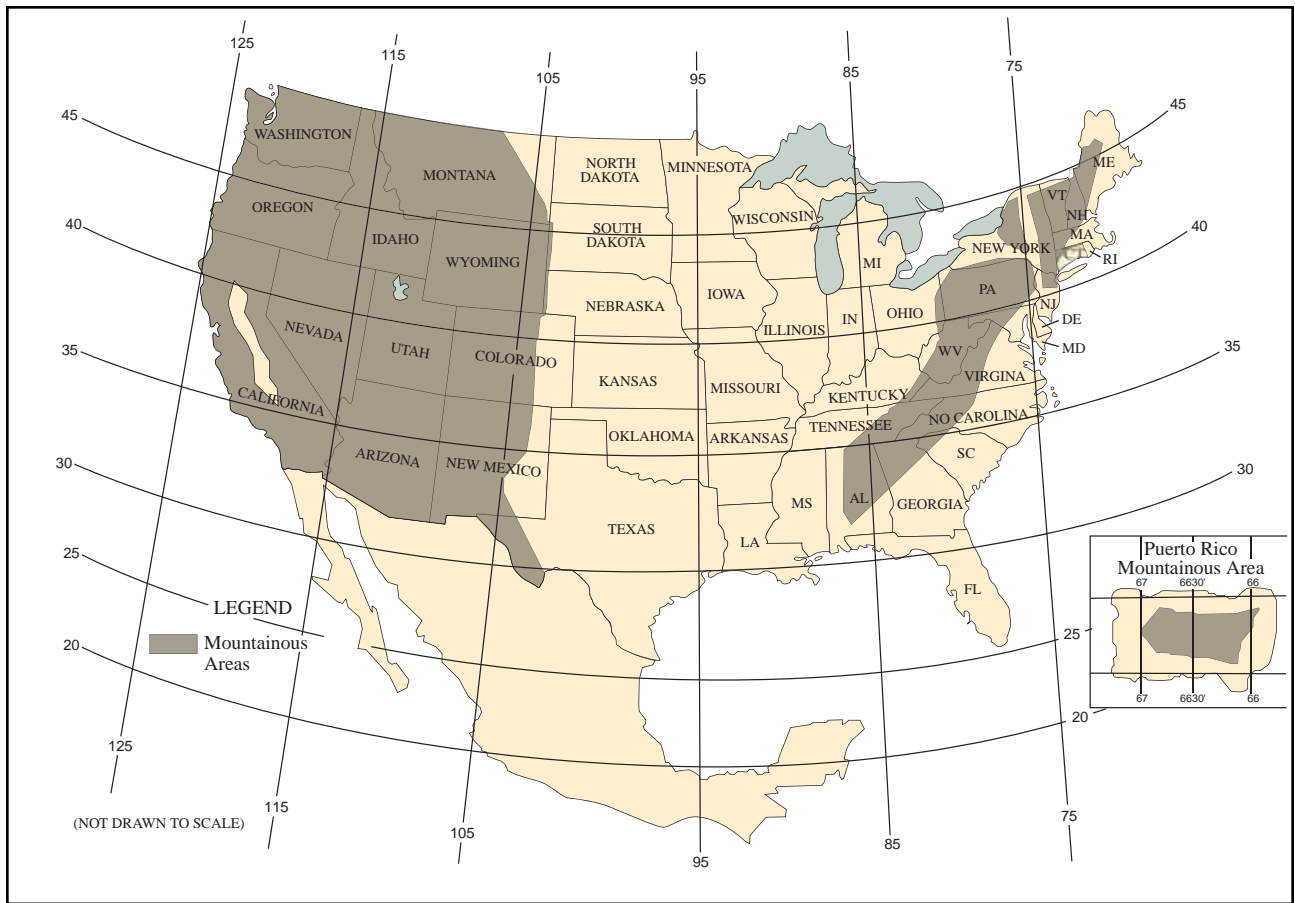 125
115
105
95
85
75
45
45
WASHINGTON
MONTANA
NORTH
DAKOTA
MINNESOTA
ME
VT
OREGON
IDAHO
SOUTH
DAKOTA
WISCONSIN
NH
MA
40
40
WYOMING
MI
NEW YORK
CT
RI
NEBRASKA
IOWA
PA
NJ
NEVADA
ILLINOIS
IN
OHIO
DE
MD
UTAH
COLORADO
WV
35
35
KANSAS
MISSOURI
VIRGINIA
CALIFORNIA
KENTUCKY
NO CAROLINA
TENNESSEE
OKLAHOMA
ARKANSAS
ARIZONA
NEW MEXICO
SC
30
30
AL
MS
GEORGIA
TEXAS
LA
25
FL
Puerto Rico
Mountainous Area
67
6630'
66
LEGEND
Mountainous
Areas
25
20
67
6630'
66
20
125
115
(NOT DRAWN TO SCALE)
105
95
85
75